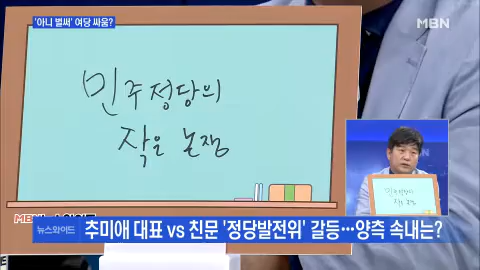 '아니 벌써' 여당 싸움?
MBN
민주정당의
작은 논쟁
뉴스와이드
추미애 대표 vs 친문 '정당발전위' 갈등…양측 속내는?